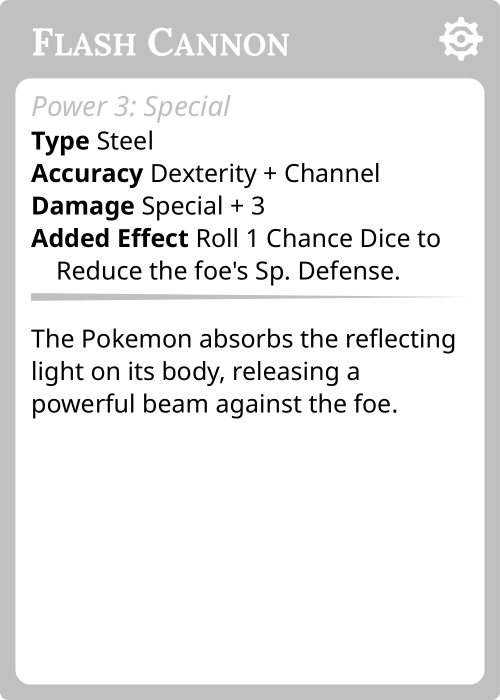 Flash Cannon
Power 3: Special
Type Steel
Accuracy Dexterity + Channel
Damage Special + 3
Added Effect Roll 1 Chance Dice to
Reduce the foe's Sp. Defense.
The Pokemon absorbs the reflecting
light on its body, releasing a
powerful beam against the foe.